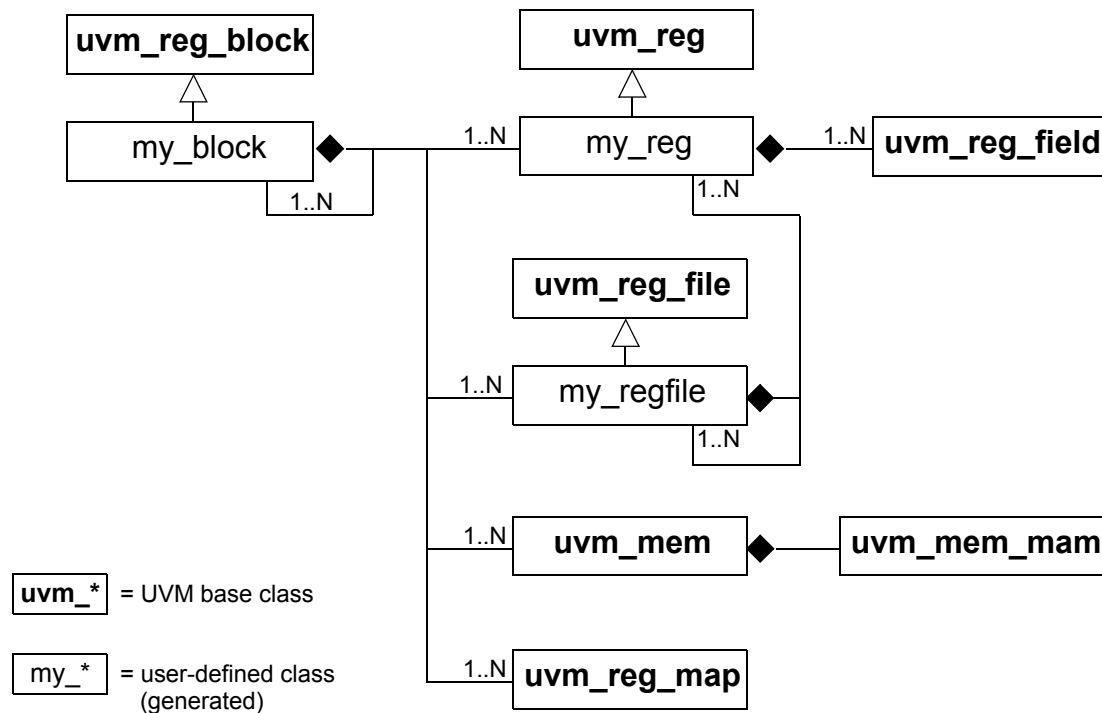 uvm_reg_block
uvm_reg
my_block
1..N
my_reg
1..N
uvm_reg_field
1..N
1..N
uvm_reg_file
1..N
my_regfile
1..N
1..N
uvm_mem
uvm_mem_mam
uvm_* = UVM base class
1..N
uvm_reg_map
my_* = user-defined class
(generated)